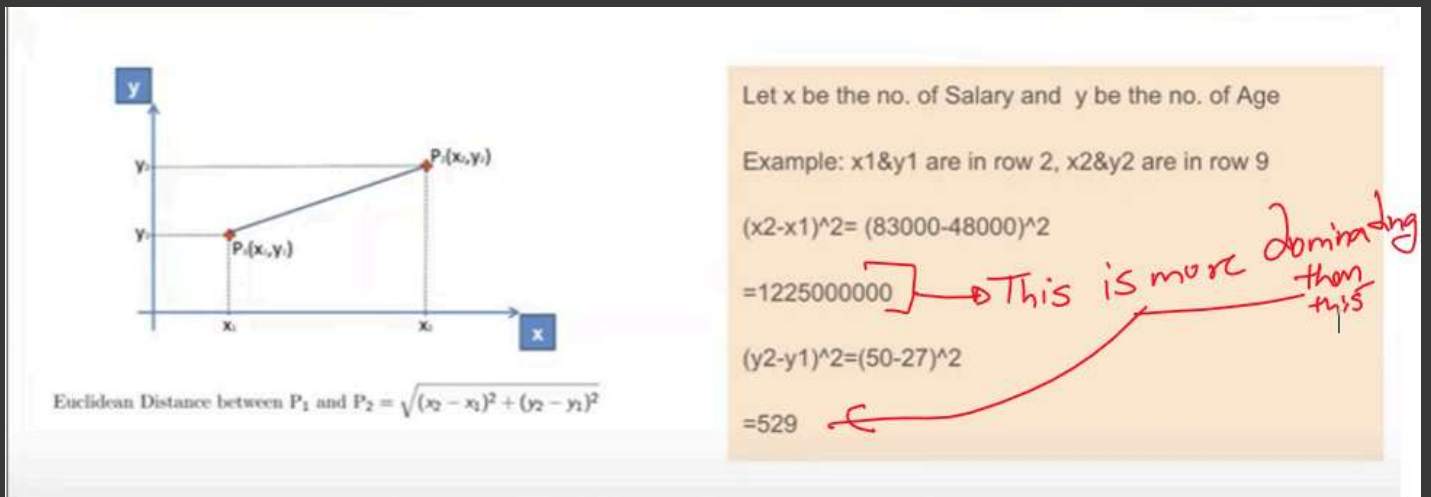 y
y₂
P₂(x₂,y₂)
y₁
P₁(x₁,y₁)
x₁
x₂
x
Euclidean Distance between P₁ and P₂ = √(x₂ − x₁)² + (y₂ − y₁)²
Let x be the no. of Salary and y be the no. of Age
Example: x1&y1 are in row 2, x2&y2 are in row 9
(x2-x1)^2= (83000-48000)^2
=1225000000
This is more dominating
than
this
(y2-y1)^2=(50-27)^2
=529